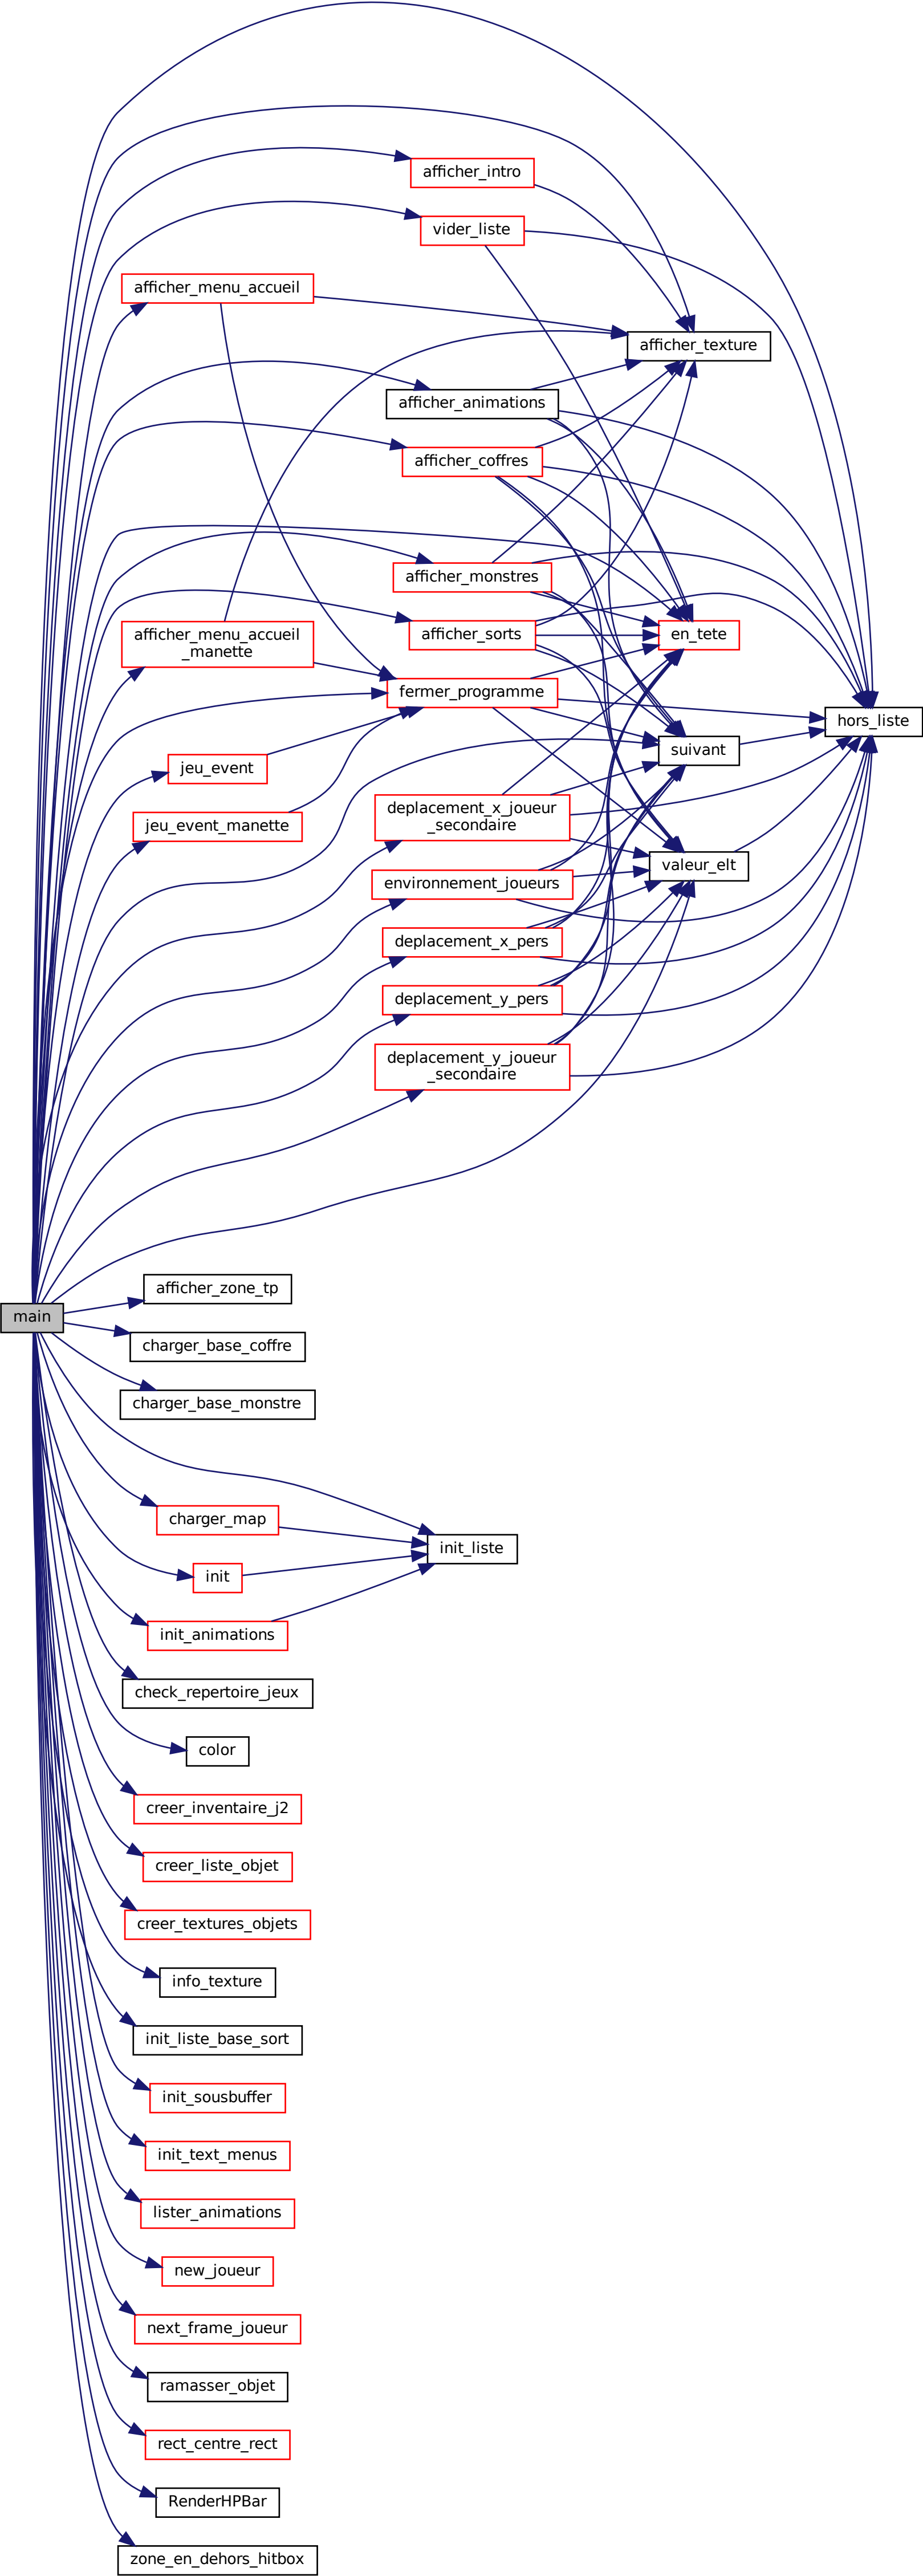 afficher_intro
vider_liste
afficher_menu_accueil
afficher_texture
afficher_animations
afficher_coffres
afficher_monstres
afficher_menu_accueil
_manette
afficher_sorts
en_tete
fermer_programme
hors_liste
suivant
jeu_event
jeu_event_manette
deplacement_x_joueur
_secondaire
valeur_elt
environnement_joueurs
deplacement_x_pers
deplacement_y_pers
deplacement_y_joueur
_secondaire
afficher_zone_tp
main
charger_base_coffre
charger_base_monstre
charger_map
init_liste
init
init_animations
check_repertoire_jeux
color
creer_inventaire_j2
creer_liste_objet
creer_textures_objets
info_texture
init_liste_base_sort
init_sousbuffer
init_text_menus
lister_animations
new_joueur
next_frame_joueur
ramasser_objet
rect_centre_rect
RenderHPBar
zone_en_dehors_hitbox